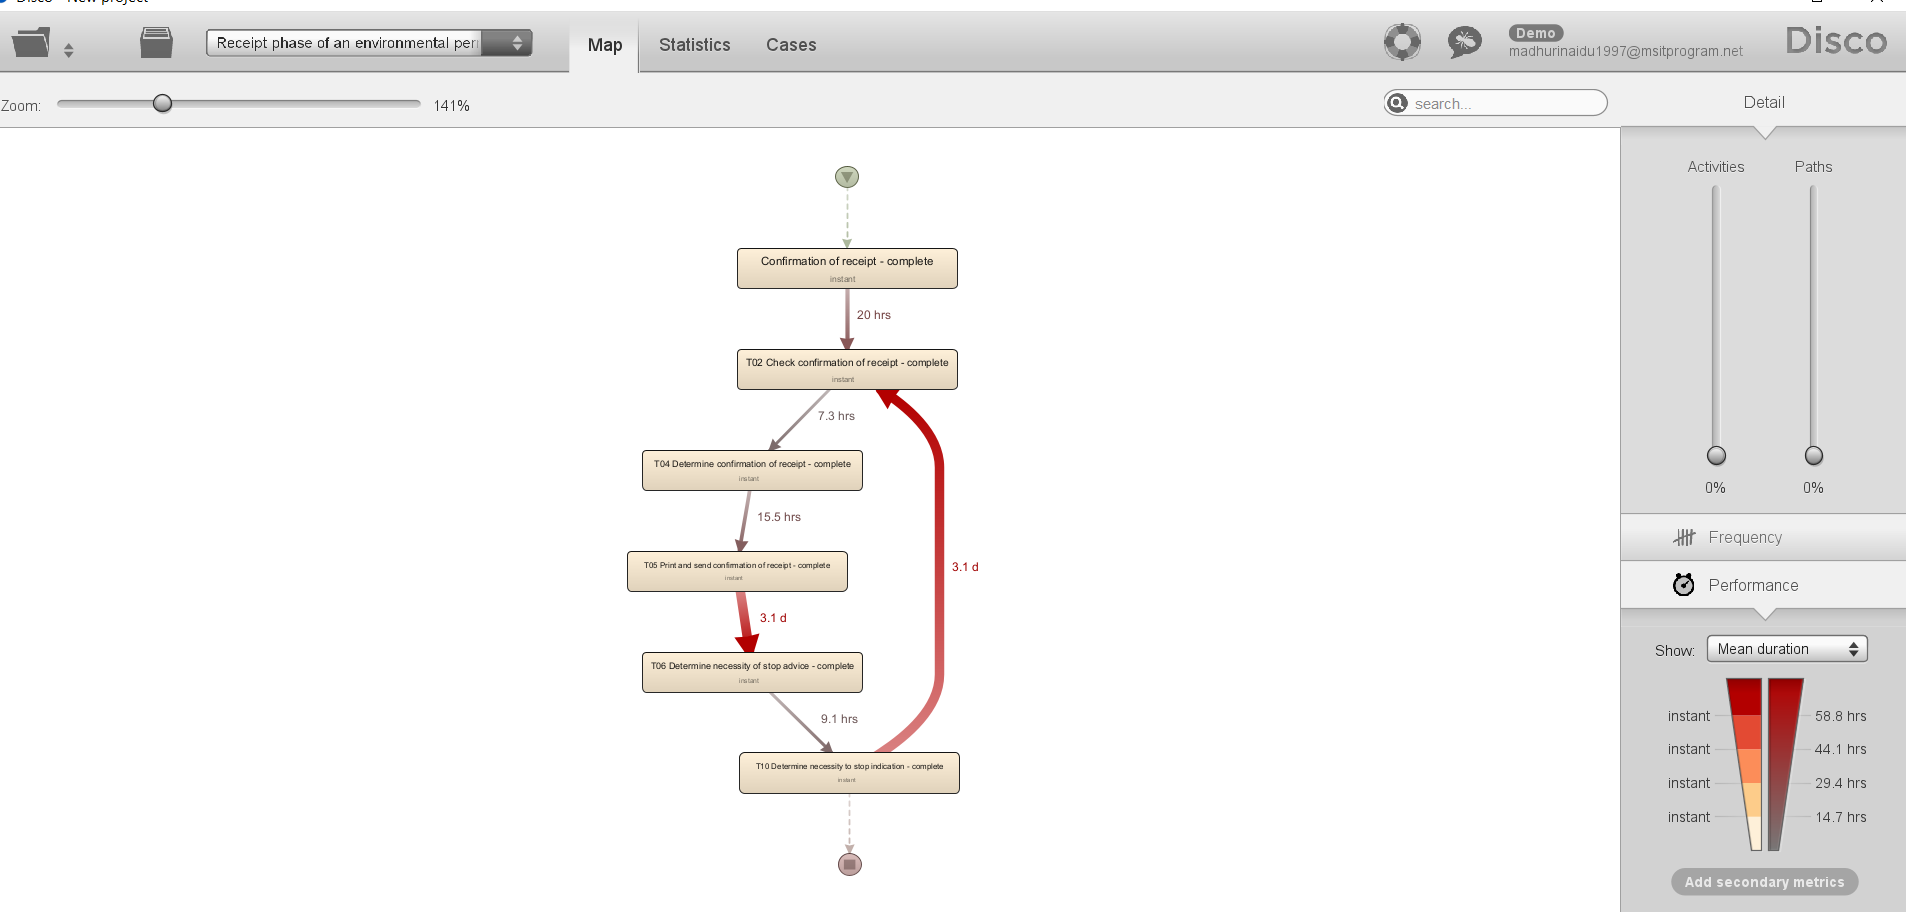 Disco - New project
Receipt phase of an environmental per
Map
Statistics
Cases
Demo
madhurinaidu1997@msitprogram.net
Disco
Zoom:
141%
search...
Detail
Activities
Paths
0%
0%
Frequency
Performance
Show:
Mean duration
instant
58.8 hrs
instant
44.1 hrs
instant
29.4 hrs
instant
14.7 hrs
Add secondary metrics
Confirmation of receipt - complete
instant
20 hrs
T02 Check confirmation of receipt - complete
instant
7.3 hrs
T04 Determine confirmation of receipt - complete
instant
15.5 hrs
T05 Print and send confirmation of receipt - complete
instant
3.1 d
3.1 d
T06 Determine necessity of stop advice - complete
instant
9.1 hrs
T10 Determine necessity to stop indication - complete
instant